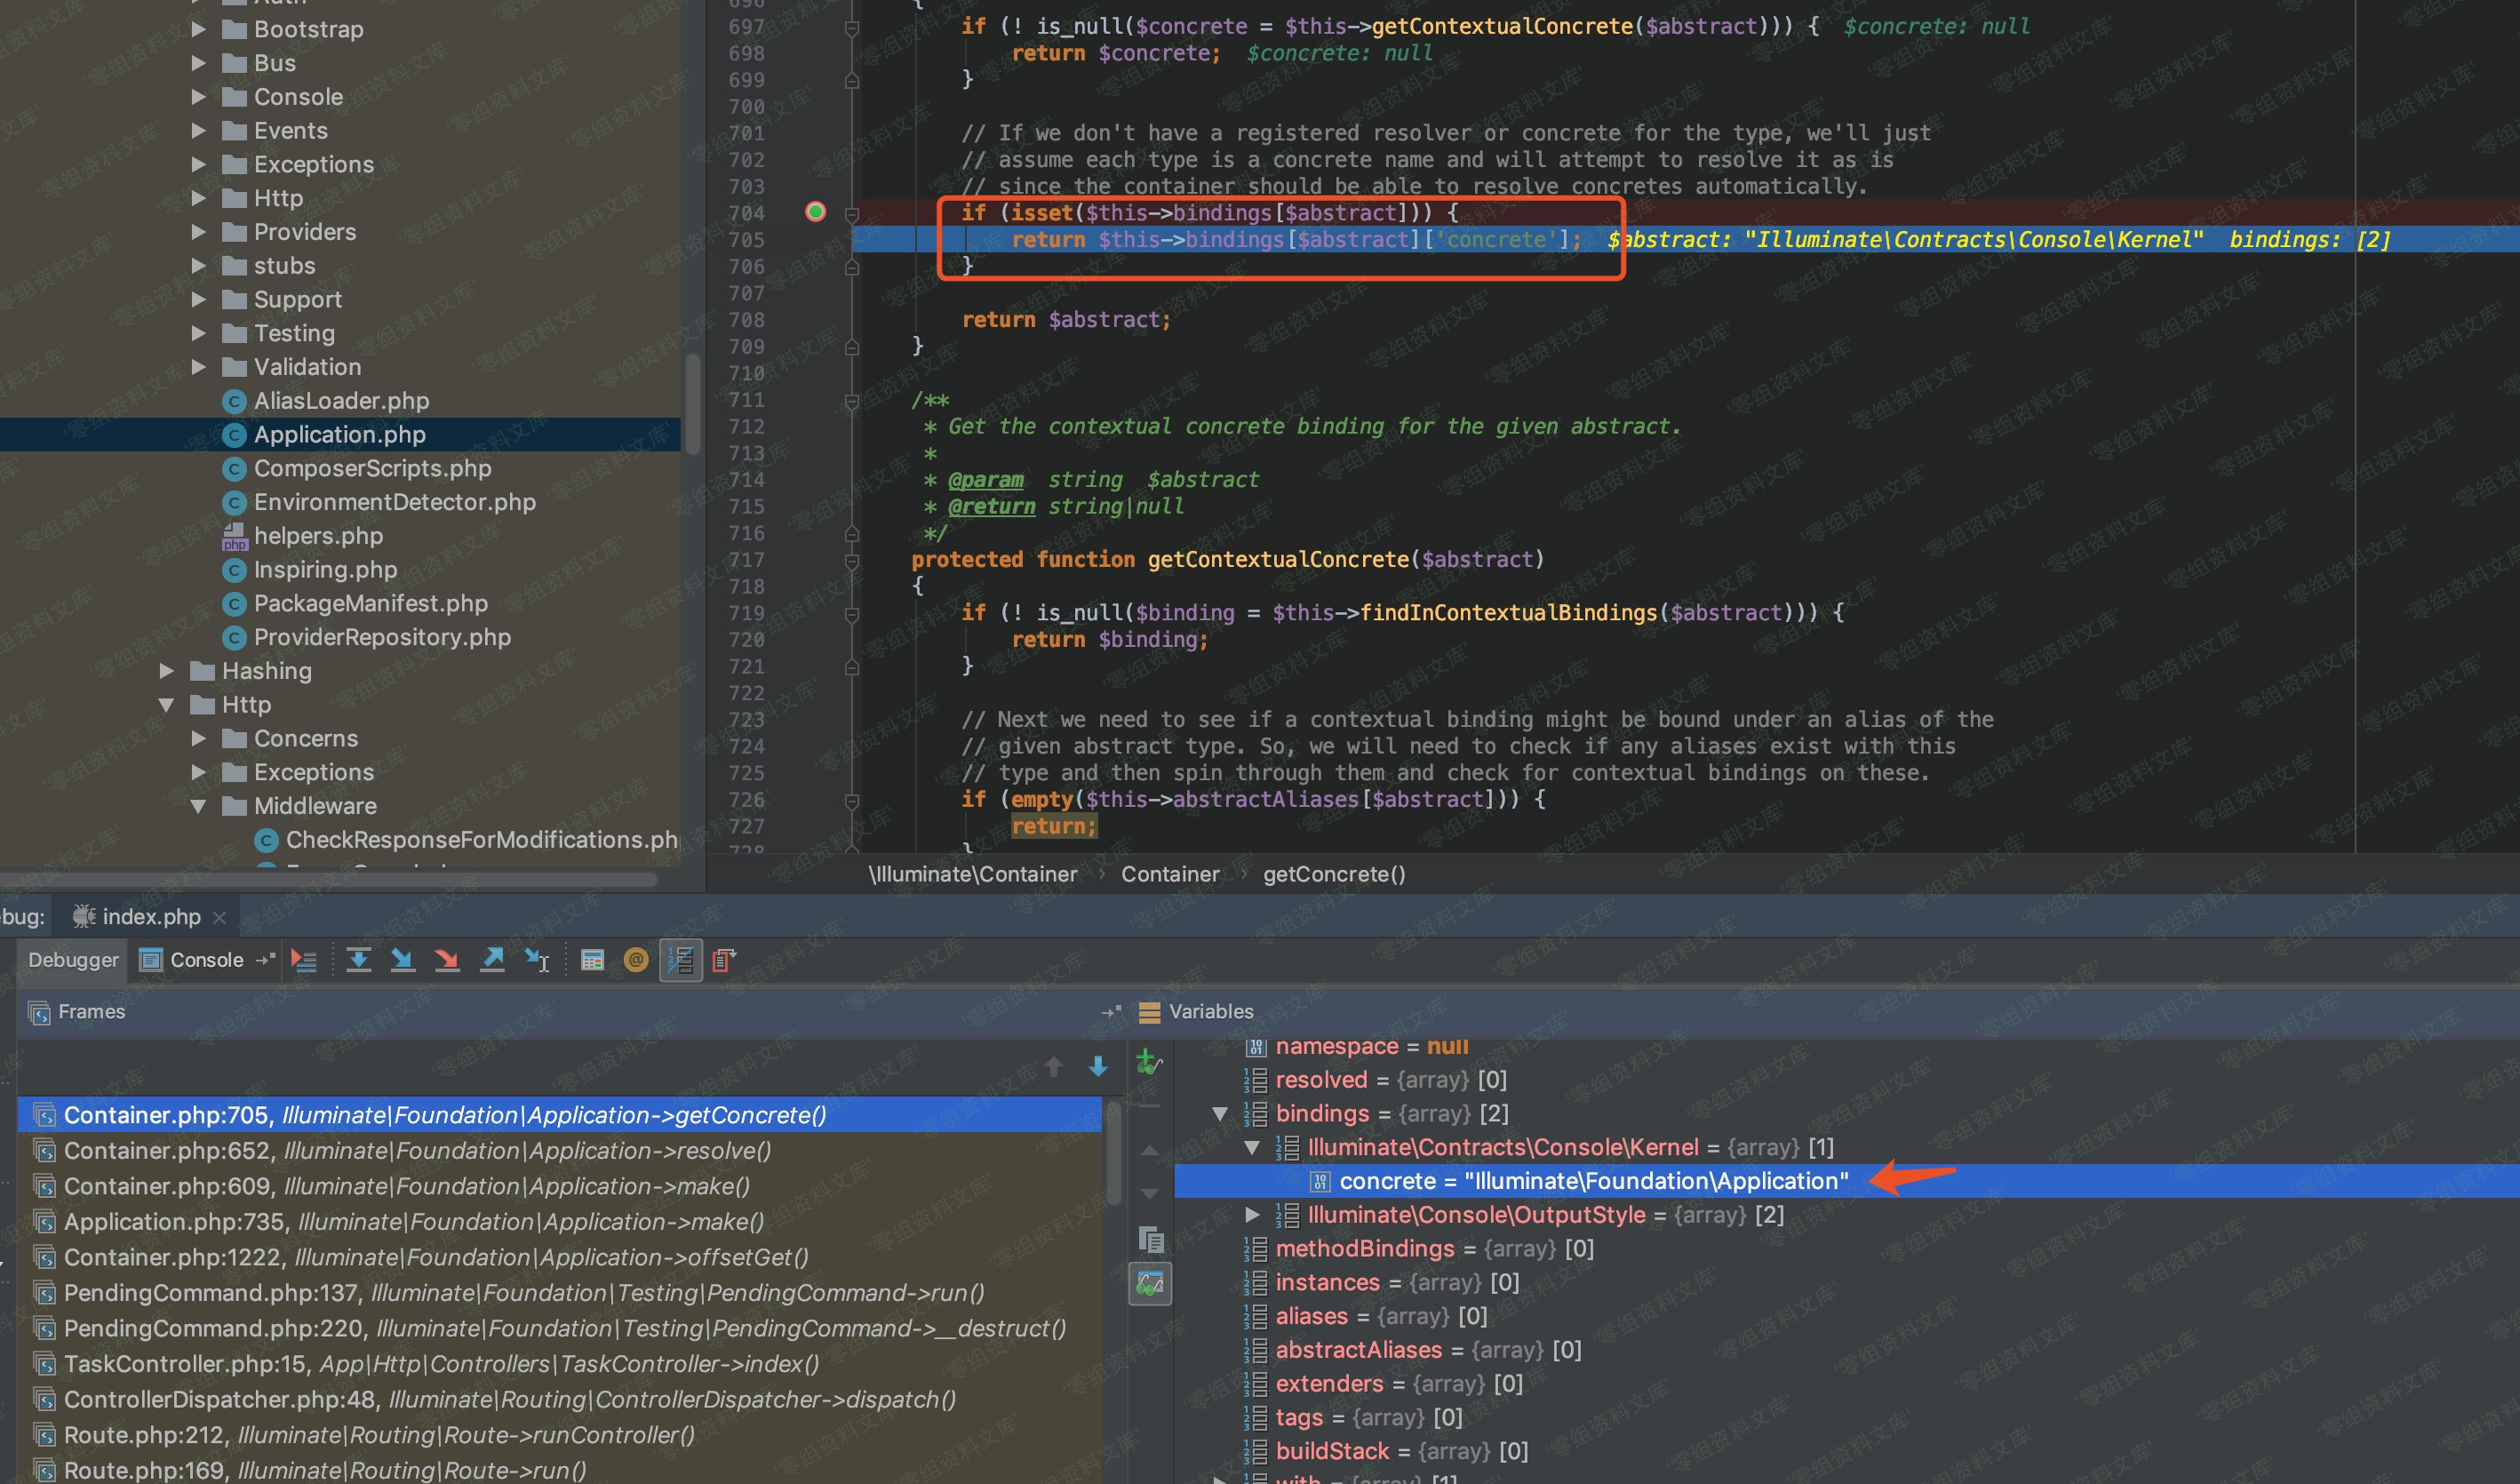 Auth
Bootstrap
Bus
Console
Events
Exceptions
Http
Providers
stubs
Support
Testing
Validation
AliasLoader.php
Application.php
ComposerScripts.php
EnvironmentDetector.php
helpers.php
Inspiring.php
PackageManifest.php
ProviderRepository.php
Hashing
Http
Concerns
Exceptions
Middleware
CheckResponseForModifications.ph
696 {
697 if (! is_null($concrete = $this->getContextualConcrete($abstract))) { $concrete: null
698 return $concrete; $concrete: null
699 }
700
701 // If we don't have a registered resolver or concrete for the type, we'll just
702 // assume each type is a concrete name and will attempt to resolve it as is
703 // since the container should be able to resolve concretes automatically.
704 if (isset($this->bindings[$abstract])) {
705 return $this->bindings[$abstract]['concrete']; $abstract: "Illuminate\Contracts\Console\Kernel" bindings: [2]
706 }
707
708 return $abstract;
709 }
710
711 /**
712 * Get the contextual concrete binding for the given abstract.
713 *
714 * @param string $abstract
715 * @return string|null
716 */
717 protected function getContextualConcrete($abstract)
718 {
719 if (! is_null($binding = $this->findInContextualBindings($abstract))) {
720 return $binding;
721 }
722
723 // Next we need to see if a contextual binding might be bound under an alias of the
724 // given abstract type. So, we will need to check if any aliases exist with this
725 // type and then spin through them and check for contextual bindings on these.
726 if (empty($this->abstractAliases[$abstract])) {
727 return;
728 }
\Illuminate\Container › Container › getConcrete()
bug: index.php ×
Debugger Console
Frames
Container.php:705, Illuminate\Foundation\Application->getConcrete()
Container.php:652, Illuminate\Foundation\Application->resolve()
Container.php:609, Illuminate\Foundation\Application->make()
Application.php:735, Illuminate\Foundation\Application->make()
Container.php:1222, Illuminate\Foundation\Application->offsetGet()
PendingCommand.php:137, Illuminate\Foundation\Testing\PendingCommand->run()
PendingCommand.php:220, Illuminate\Foundation\Testing\PendingCommand->__destruct()
TaskController.php:15, App\Http\Controllers\TaskController->index()
ControllerDispatcher.php:48, Illuminate\Routing\ControllerDispatcher->dispatch()
Route.php:212, Illuminate\Routing\Route->runController()
Route.php:169, Illuminate\Routing\Route->run()
Variables
namespace = null
resolved = {array} [0]
bindings = {array} [2]
Illuminate\Contracts\Console\Kernel = {array} [1]
concrete = "Illuminate\Foundation\Application"
Illuminate\Console\OutputStyle = {array} [2]
methodBindings = {array} [0]
instances = {array} [0]
aliases = {array} [0]
abstractAliases = {array} [0]
extenders = {array} [0]
tags = {array} [0]
buildStack = {array} [0]
with = {array} [1]
零组资料文库